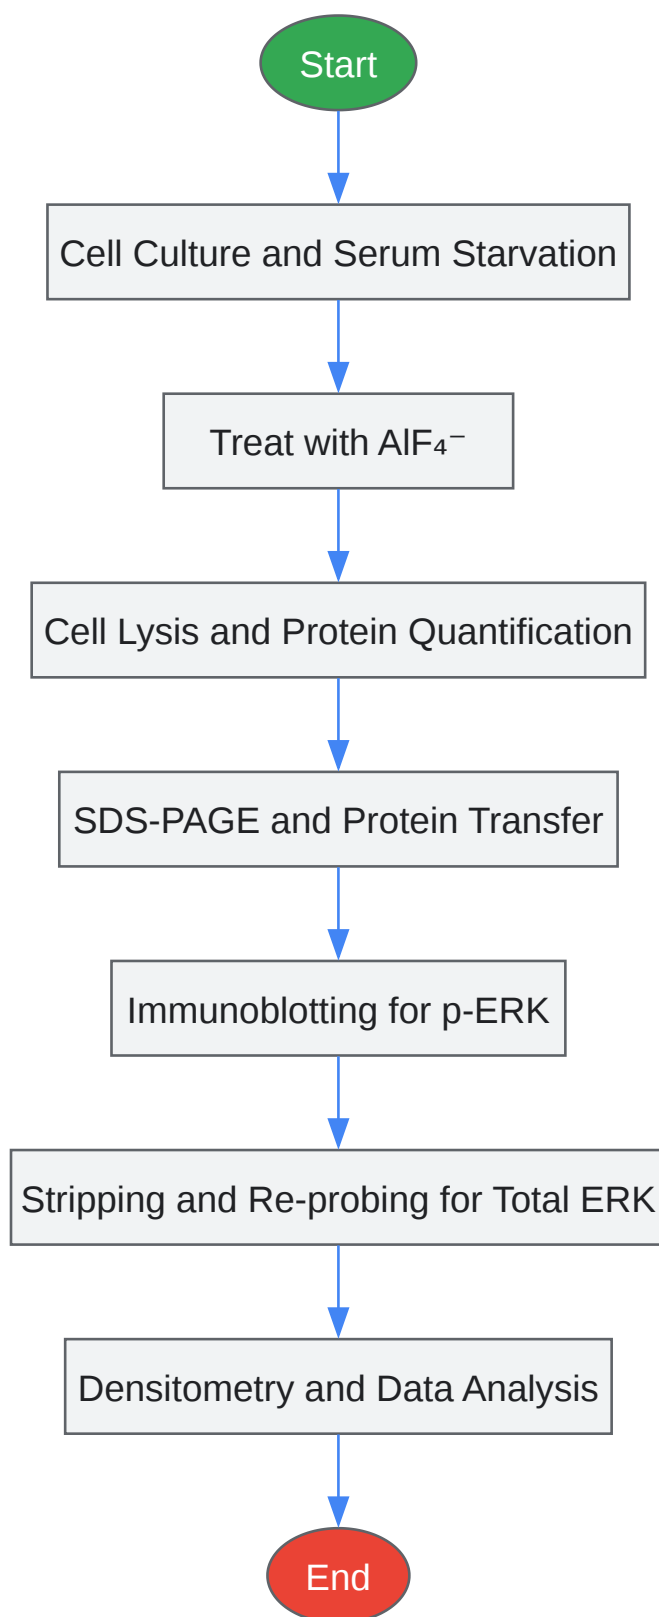 Start
Cell Culture and Serum Starvation
Treat with AlF₄⁻
Cell Lysis and Protein Quantification
SDS-PAGE and Protein Transfer
Immunoblotting for p-ERK
Stripping and Re-probing for Total ERK
Densitometry and Data Analysis
End